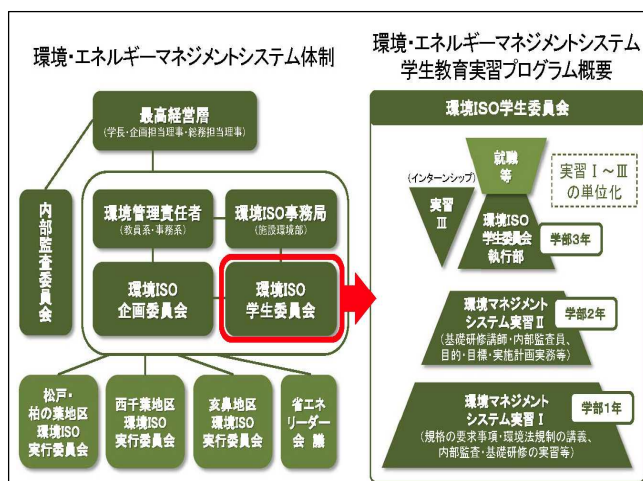 環境・エネルギーマネジメントシステム体制
最高経営層
(学長・企画担当理事・総務担当理事)
内部監査委員会
環境管理責任者
(教員系・事務系)
環境ISO事務局
(施設環境部)
環境ISO
企画委員会
環境ISO
学生委員会
松戸・
柏の葉地区
環境ISO
実行委員会
西千葉地区
環境ISO
実行委員会
亥鼻地区
環境ISO
実行委員会
省エネ
リーダー
会議
環境・エネルギーマネジメントシステム
学生教育実習プログラム概要
環境ISO学生委員会
就職
等
実習Ⅰ～Ⅲ
の単位化
(インターンシップ)
実習
Ⅲ
環境ISO
学生委員会
執行部
学部3年
環境マネジメント
システム実習Ⅱ
(基礎研修講師・内部監査員、
目的・目標・実施計画実務等)
学部2年
環境マネジメント
システム実習Ⅰ
(規格の要求事項・環境法規制の講義、
内部監査・基礎研修の実習等)
学部1年